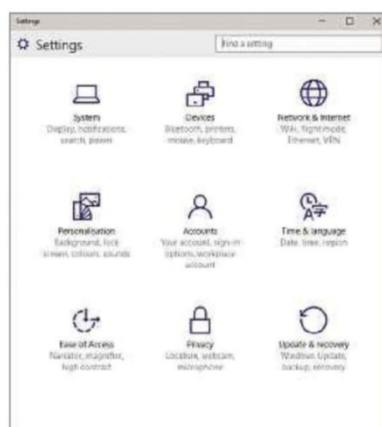 Settings
Settings
Find a setting
System
Display, notifications,
search, power
Devices
Bluetooth, printers,
mouse, keyboard
Network & Internet
Wifi, flight mode,
Ethernet, VPN
Personalisation
Background, lock
screen, colours, sounds
Accounts
Your account, sign-in
options, workplace
account
Time & language
Date, time, region
Ease of Access
Narrator, magnifier,
high contrast
Privacy
Location, webcam,
microphone
Update & recovery
Windows Update,
backup, recovery